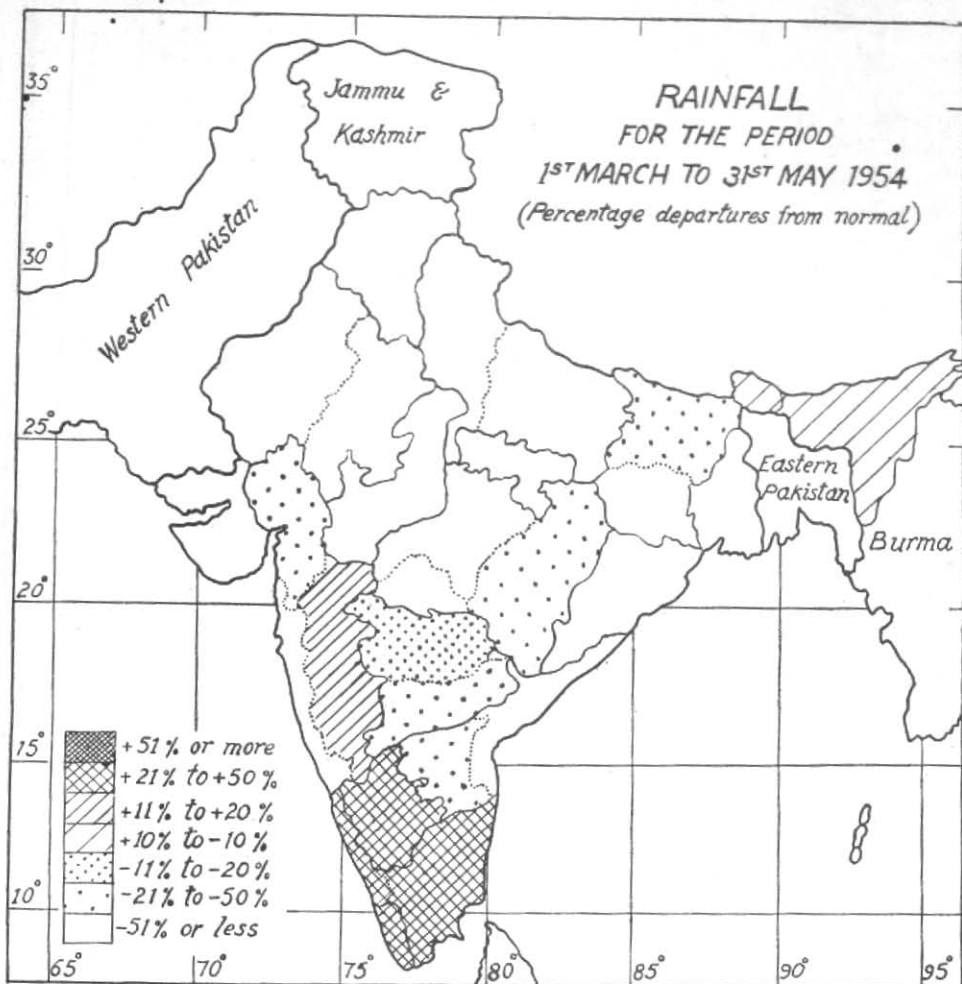 RAINFALL
FOR THE PERIOD
1ST MARCH TO 31ST MAY 1954
(Percentage departures from normal)
Jammu &
Kashmir
Western Pakistan
Eastern
Pakistan
Burma
35°
30°
25°
20°
15°
10°
+51% or more
+21% to +50%
+11% to +20%
+10% to -10%
-11% to -20%
-21% to -50%
-51% or less
65° 70° 75° 80° 85° 90° 95°